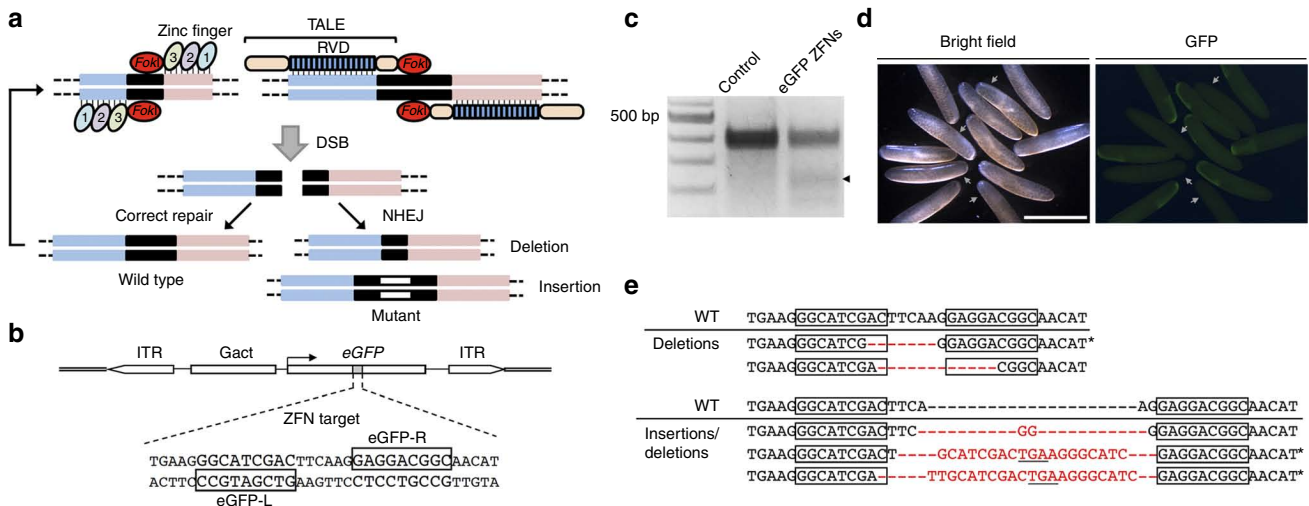 a
Zinc finger
TALE
RVD
3 2 1
FokI
FokI
1 2 3
FokI
FokI
DSB
Correct repair
NHEJ
Deletion
Wild type
Insertion
Mutant
b
ITR Gact eGFP ITR
ZFN target
eGFP-R
TGAAGGGCATCGACTTCAAGGAGGACGGCAACAT
ACTTCCCGTAGCTGAAGTTCCTCCTGCCGTTGTA
eGFP-L
c
Control
eGFP ZFNs
500 bp
d
Bright field
GFP
e
WT TGAAGGGCATCGACTTCAAGGAGGACGGCAACAT
Deletions TGAAGGGCATCG-------GGAGGACGGCAACAT*
TGAAGGGCATCGA------------CGGCAACAT
WT TGAAGGGCATCGACTTCA----------------------AGGAGGACGGCAACAT
Insertions/
deletions
TGAAGGGCATCGACTTC-----------GG------------GGAGGACGGCAACAT
TGAAGGGCATCGACT----GCATCGACTGAAGGGCATC---GAGGACGGCAACAT*
TGAAGGGCATCGA-----TTGCATCGACTGAAGGGCATC--GAGGACGGCAACAT*